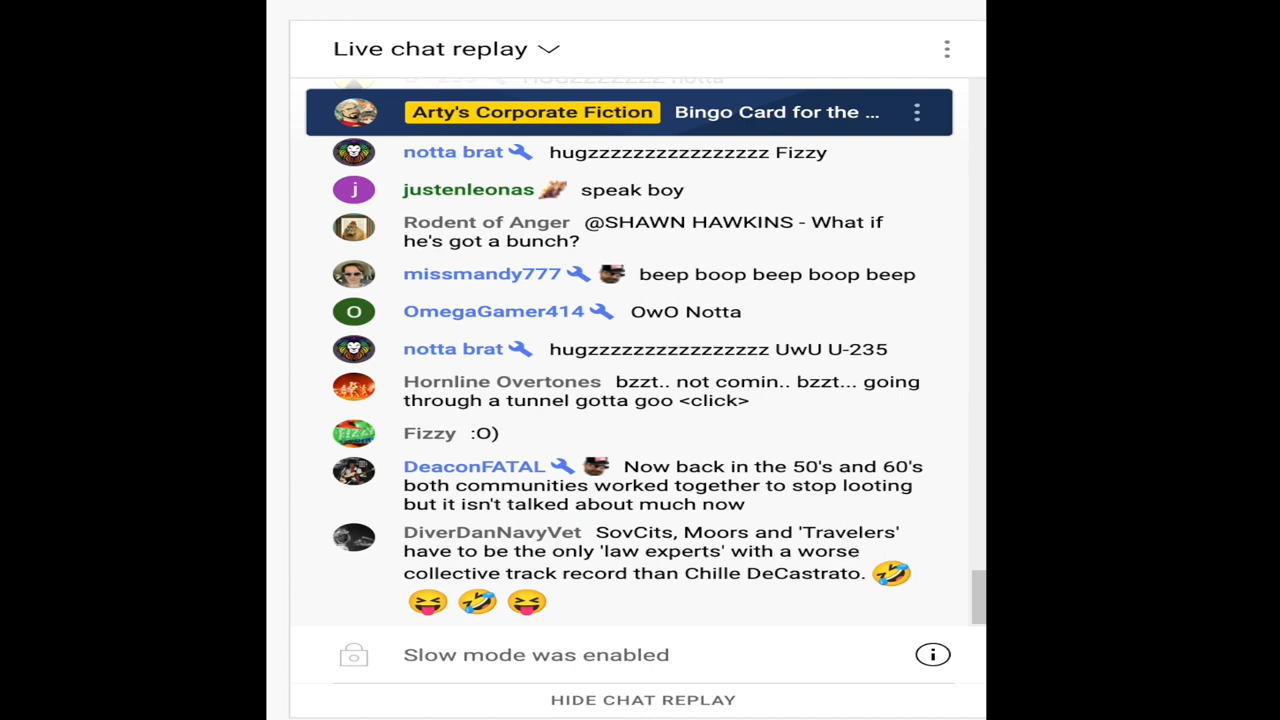 Live chat replay
Arty's Corporate Fiction Bingo Card for the ...
notta brat hugzzzzzzzzzzzzzzzzz Fizzy
j justenleonas speak boy
Rodent of Anger @SHAWN HAWKINS - What if
he's got a bunch?
missmandy777 beep boop beep boop beep
O OmegaGamer414 OwO Notta
notta brat hugzzzzzzzzzzzzzzzzz UwU U-235
Hornline Overtones bzzt.. not comin.. bzzt... going
through a tunnel gotta goo <click>
Fizzy :O)
DeaconFATAL Now back in the 50's and 60's
both communities worked together to stop looting
but it isn't talked about much now
DiverDanNavyVet SovCits, Moors and 'Travelers'
have to be the only 'law experts' with a worse
collective track record than Chille DeCastrato. 🤣
😝 🤣 😝
Slow mode was enabled
HIDE CHAT REPLAY